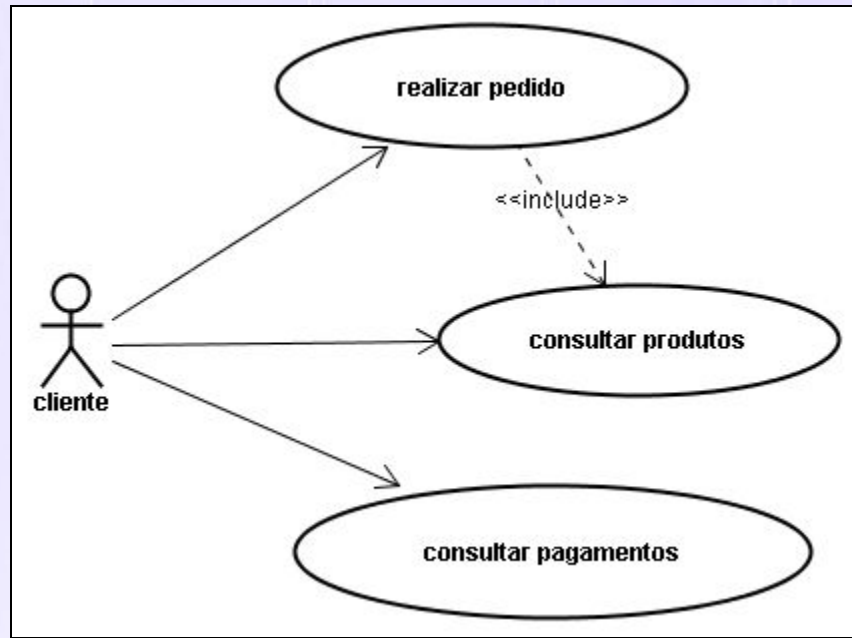 realizar pedido
<<include>>
consultar produtos
cliente
consultar pagamentos